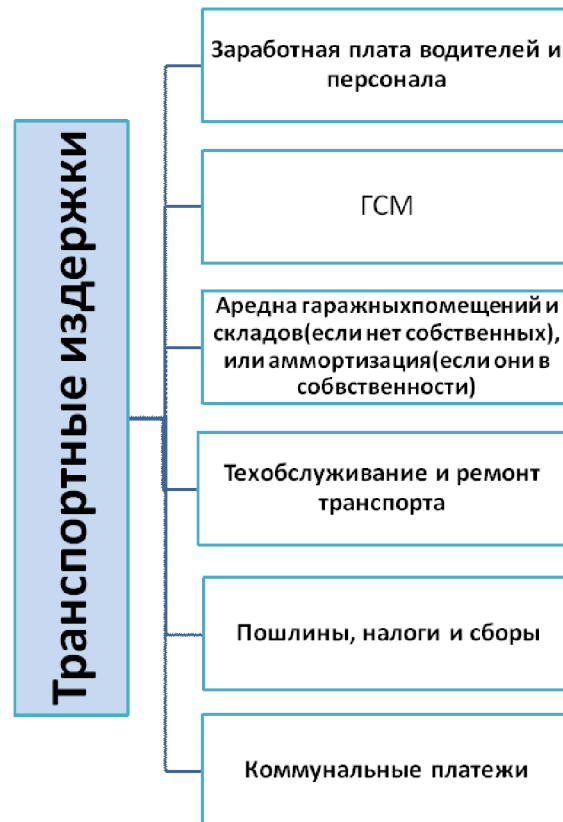 Транспортные издержки
Заработная плата водителей и
персонала
ГСМ
Аредна гаражныхпомещений и
складов(если нет собственных),
или аммортизация(если они в
собвственности)
Техобслуживание и ремонт
транспорта
Пошлины, налоги и сборы
Коммунальные платежи